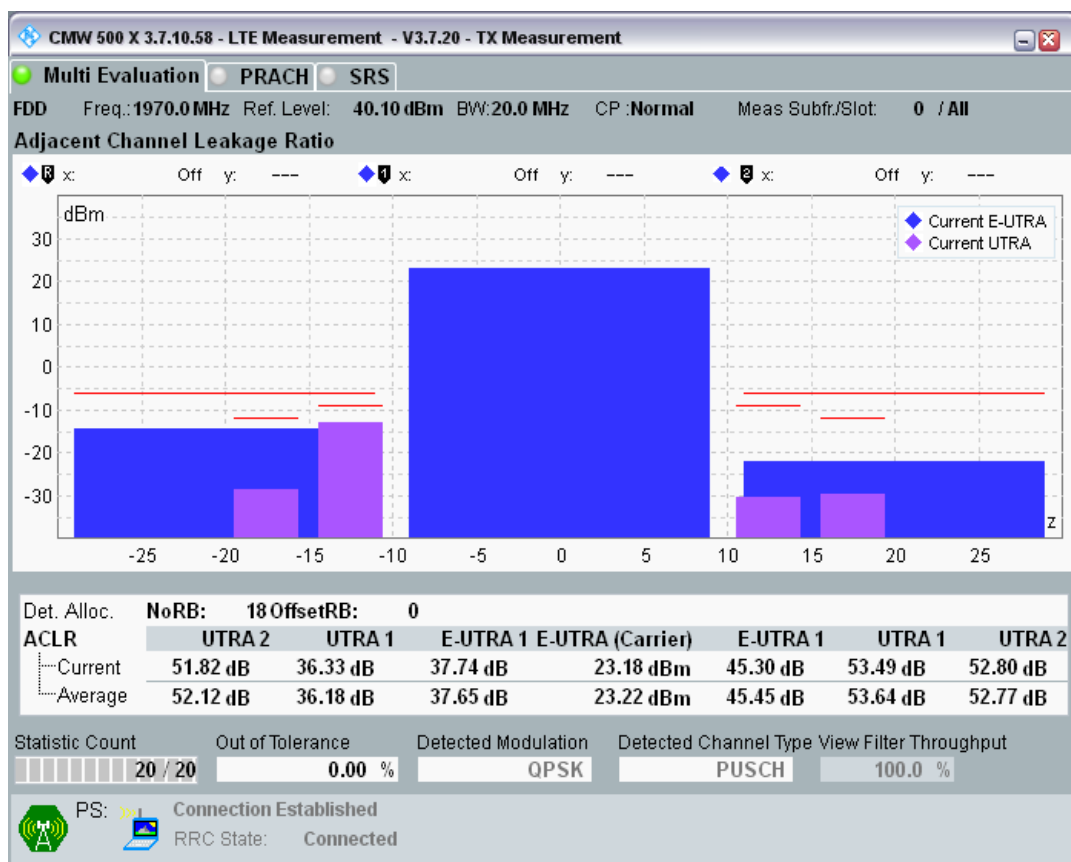 CMW 500 X 3.7.10.58 - LTE Measurement - V3.7.20 - TX Measurement
Multi Evaluation PRACH SRS
FDD Freq.:1970.0 MHz Ref. Level: 40.10 dBm BW:20.0 MHz CP :Normal Meas Subfr./Slot: 0 / All
Adjacent Channel Leakage Ratio
R x: Off y: --- 1 x: Off y: --- 2 x: Off y: ---
dBm
Current E-UTRA
Current UTRA
30
20
10
0
-10
-20
-30
z
-25 -20 -15 -10 -5 0 5 10 15 20 25
Det. Alloc. NoRB: 18 OffsetRB: 0
ACLR UTRA 2 UTRA 1 E-UTRA 1 E-UTRA (Carrier) E-UTRA 1 UTRA 1 UTRA 2
Current 51.82 dB 36.33 dB 37.74 dB 23.18 dBm 45.30 dB 53.49 dB 52.80 dB
Average 52.12 dB 36.18 dB 37.65 dB 23.22 dBm 45.45 dB 53.64 dB 52.77 dB
Statistic Count Out of Tolerance Detected Modulation Detected Channel Type View Filter Throughput
20 / 20 0.00 % QPSK PUSCH 100.0 %
PS: Connection Established
RRC State: Connected